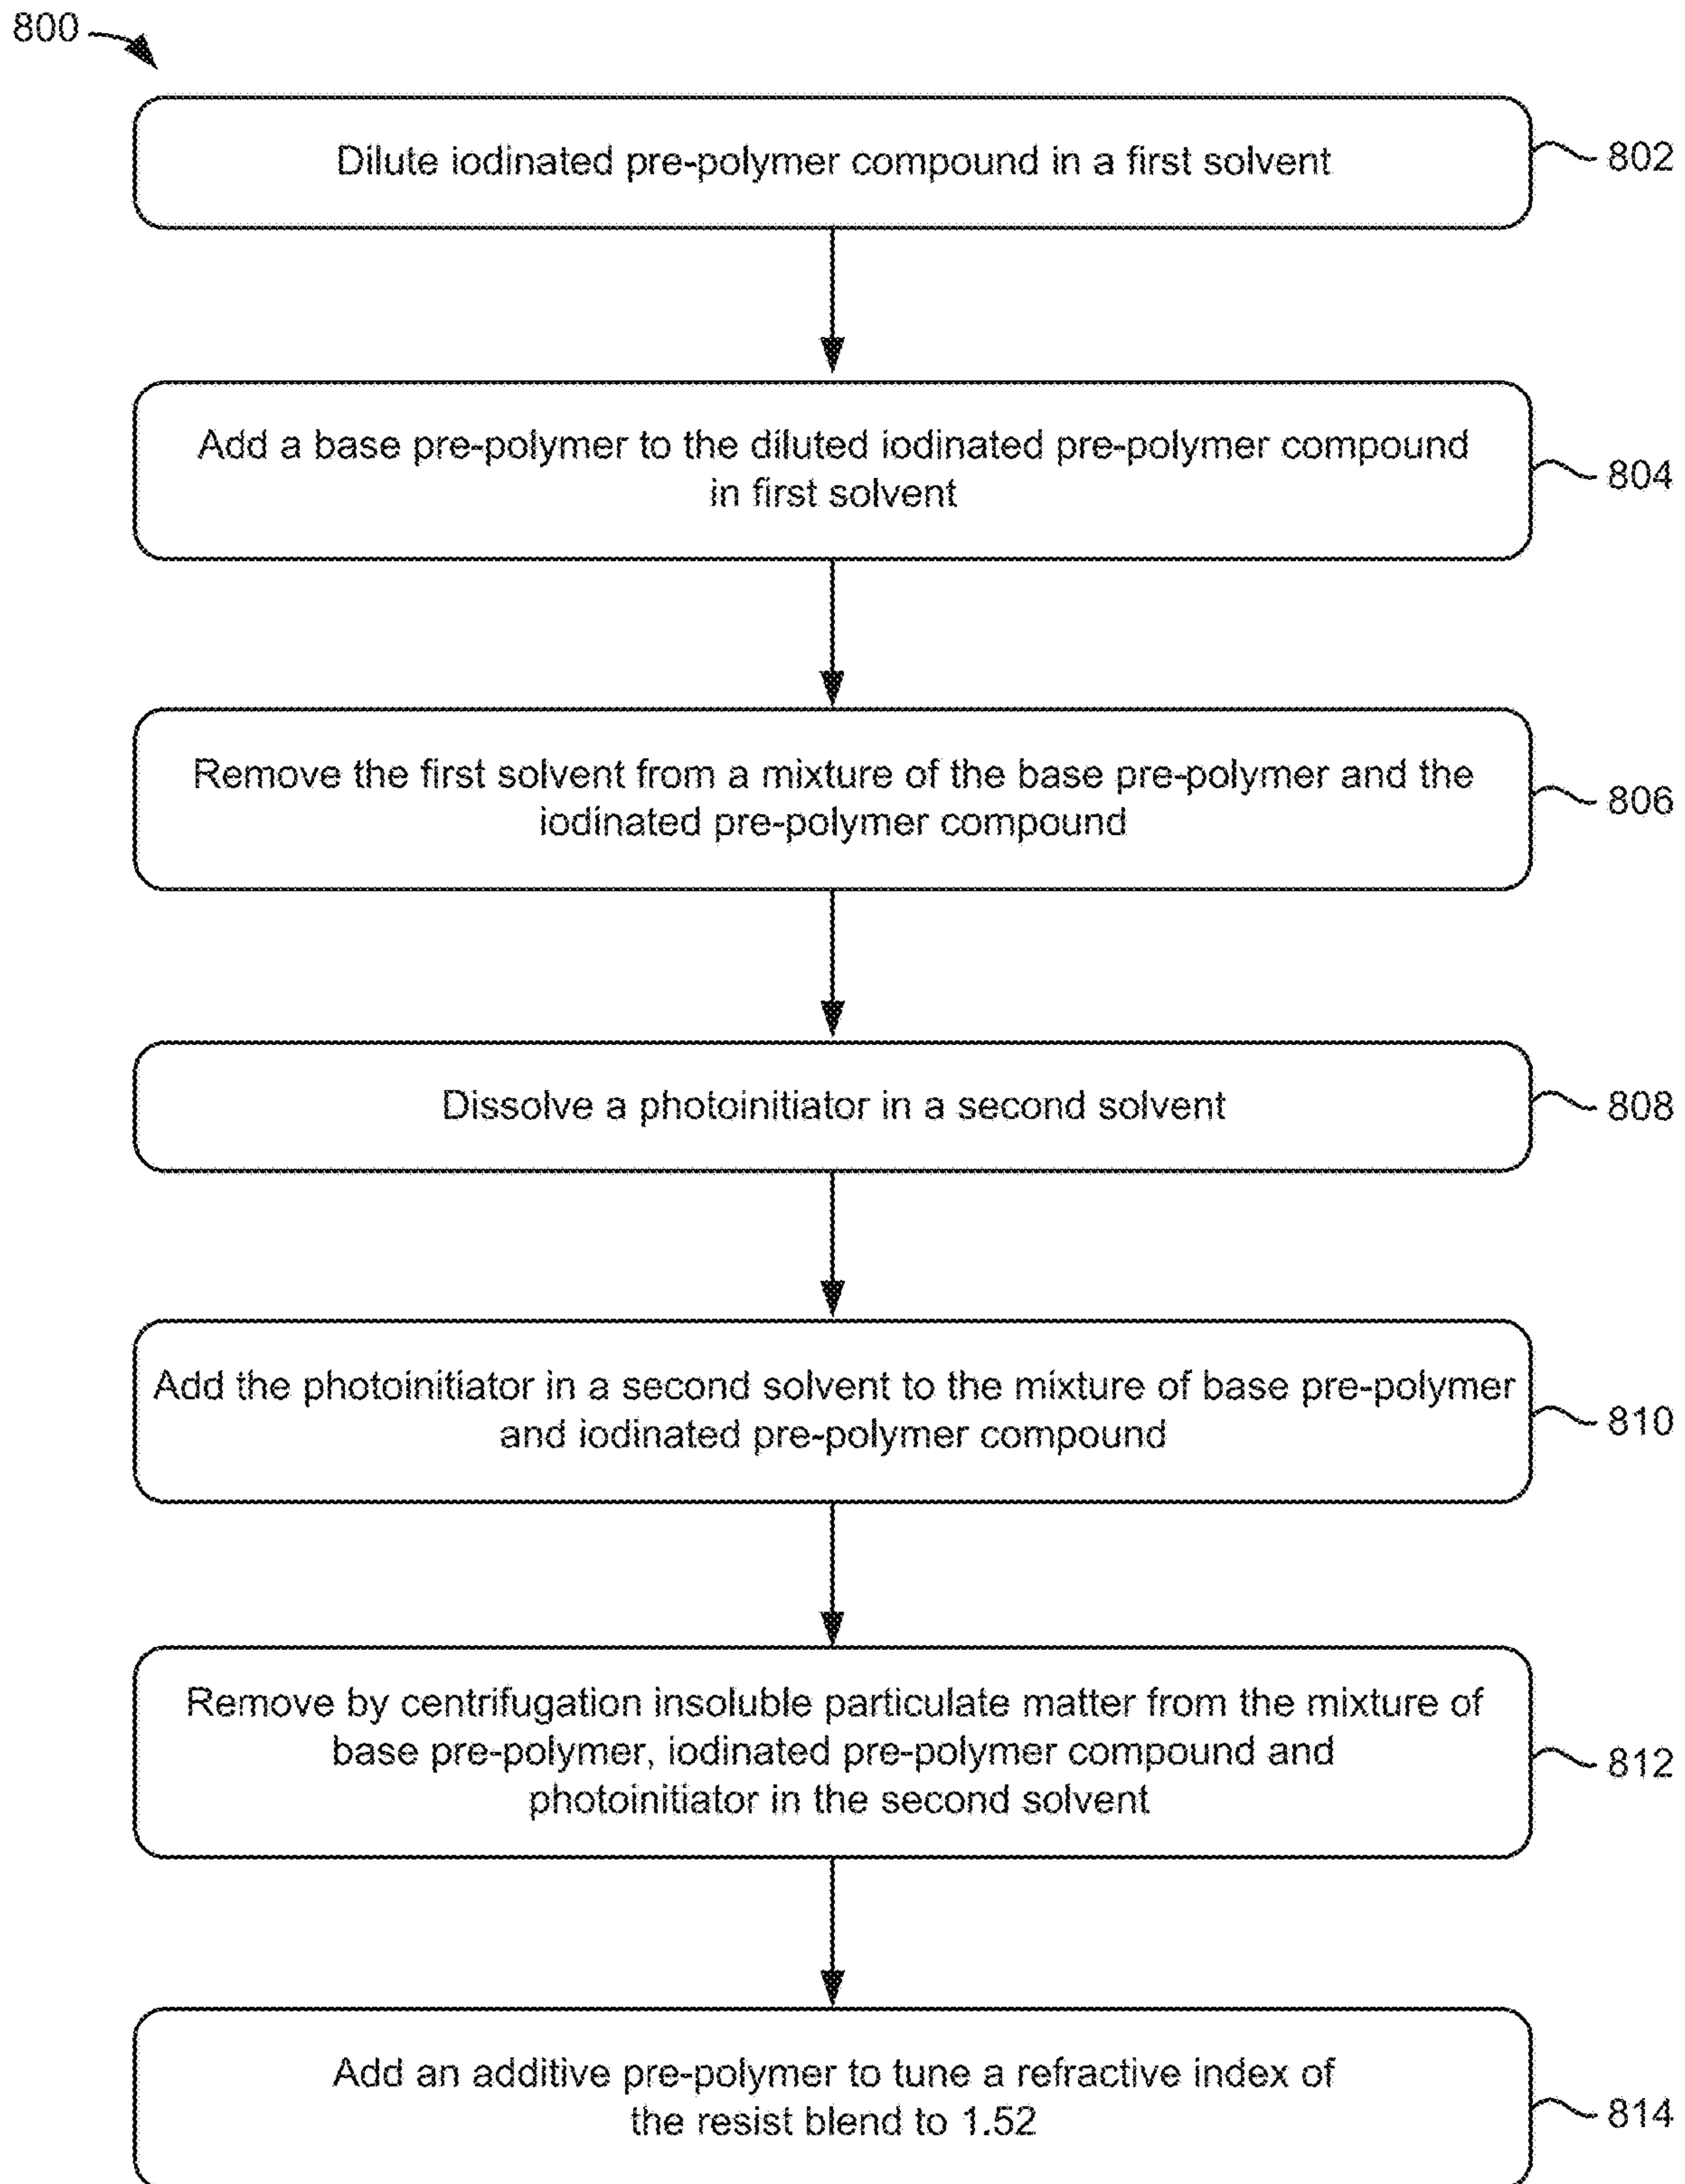 800
Dilute iodinated pre-polymer compound in a first solvent
802
Add a base pre-polymer to the diluted iodinated pre-polymer compound
in first solvent
804
Remove the first solvent from a mixture of the base pre-polymer and the
iodinated pre-polymer compound
806
Dissolve a photoinitiator in a second solvent
808
Add the photoinitiator in a second solvent to the mixture of base pre-polymer
and iodinated pre-polymer compound
810
Remove by centrifugation insoluble particulate matter from the mixture of
base pre-polymer, iodinated pre-polymer compound and
photoinitiator in the second solvent
812
Add an additive pre-polymer to tune a refractive index of
the resist blend to 1.52
814